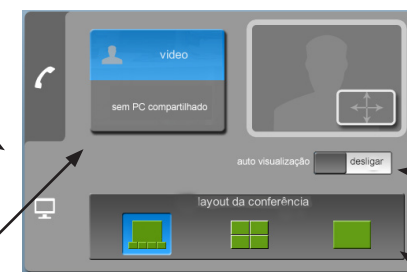 video
sem PC compartilhado
auto visualização
desligar
layout da conferência